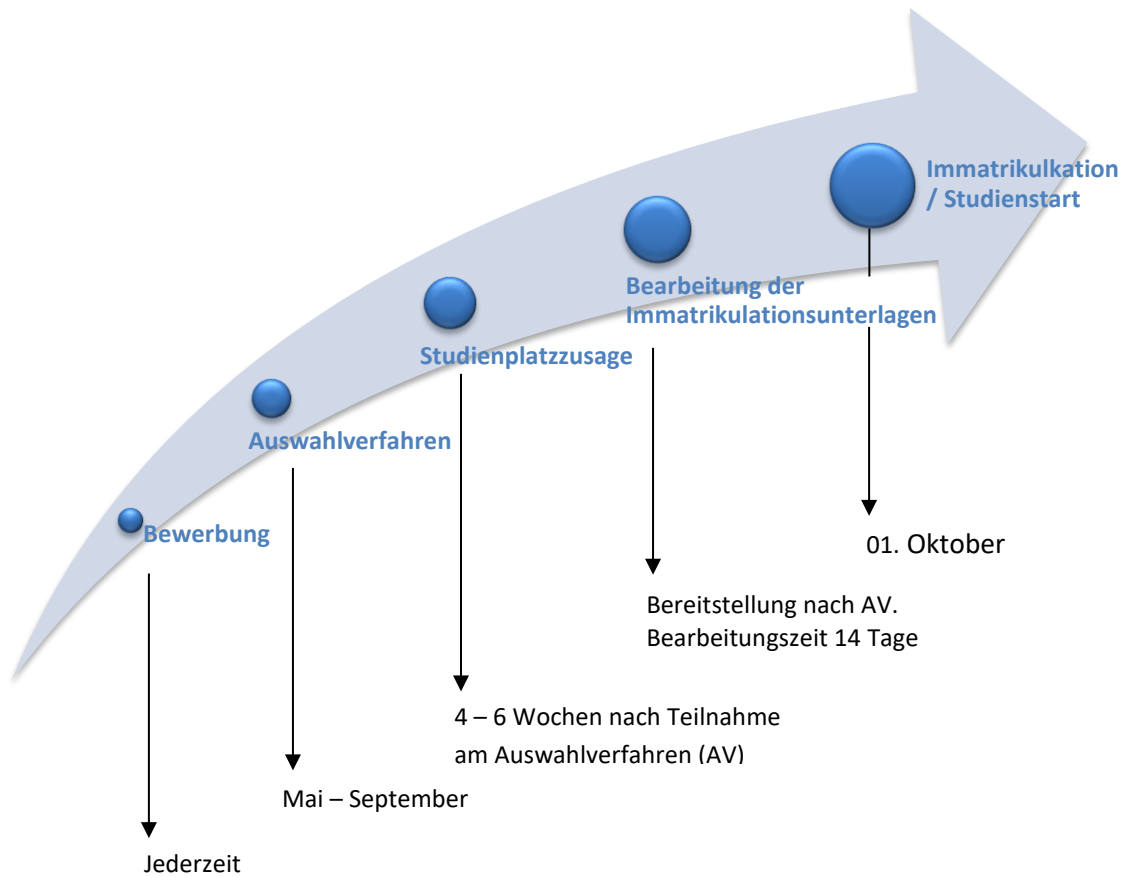 Immatrikulkation
/ Studienstart
Bearbeitung der
Immatrikulationsunterlagen
Studienplatzzusage
Auswahlverfahren
Bewerbung
01. Oktober
Bereitstellung nach AV.
Bearbeitungszeit 14 Tage
4 – 6 Wochen nach Teilnahme
am Auswahlverfahren (AV)
Mai – September
Jederzeit